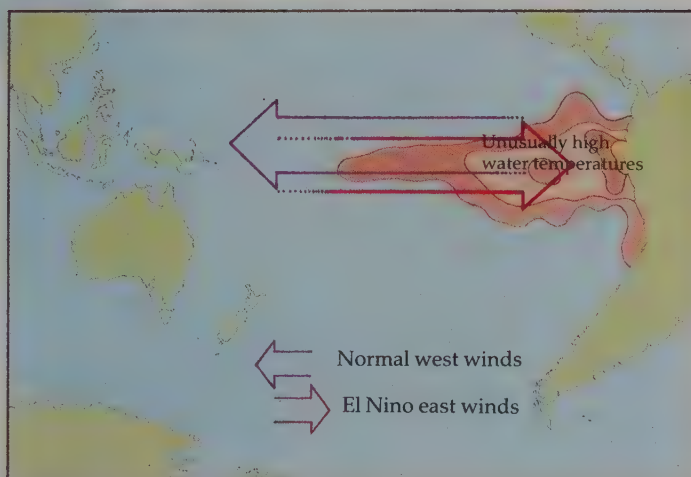 Unusually high
water temperatures
Normal west winds
El Nino east winds